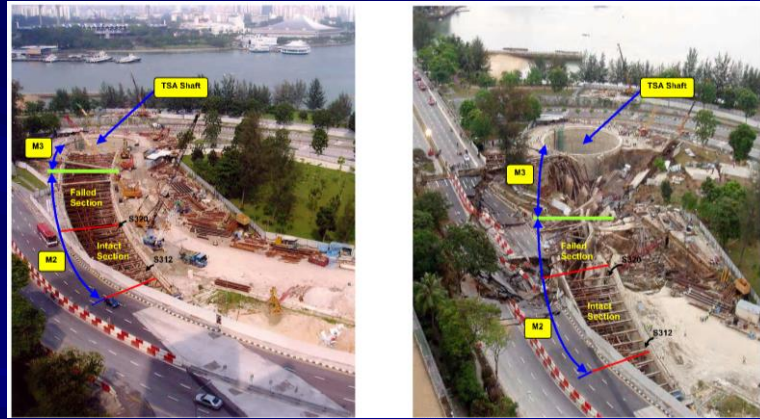 TSA Shaft
M3
Failed
Section
S320
Intact
Section
S312
M2
TSA Shaft
M3
Failed
Section
S320
Intact
Section
M2
S312